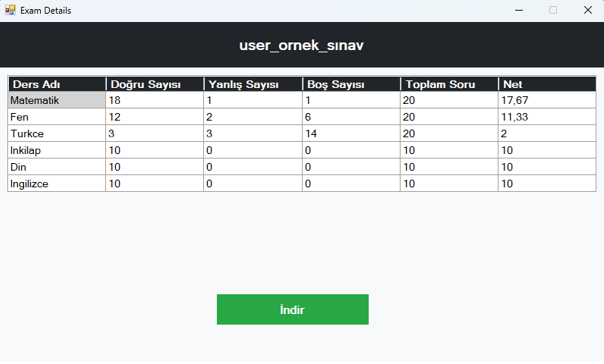 Exam Details
user_ornek_sınav
Ders Adı Doğru Sayısı Yanlış Sayısı Boş Sayısı Toplam Soru Net
Matematik 18 1 1 20 17,67
Fen 12 2 6 20 11,33
Turkce 3 3 14 20 2
Inkilap 10 0 0 10 10
Din 10 0 0 10 10
Ingilizce 10 0 0 10 10
İndir